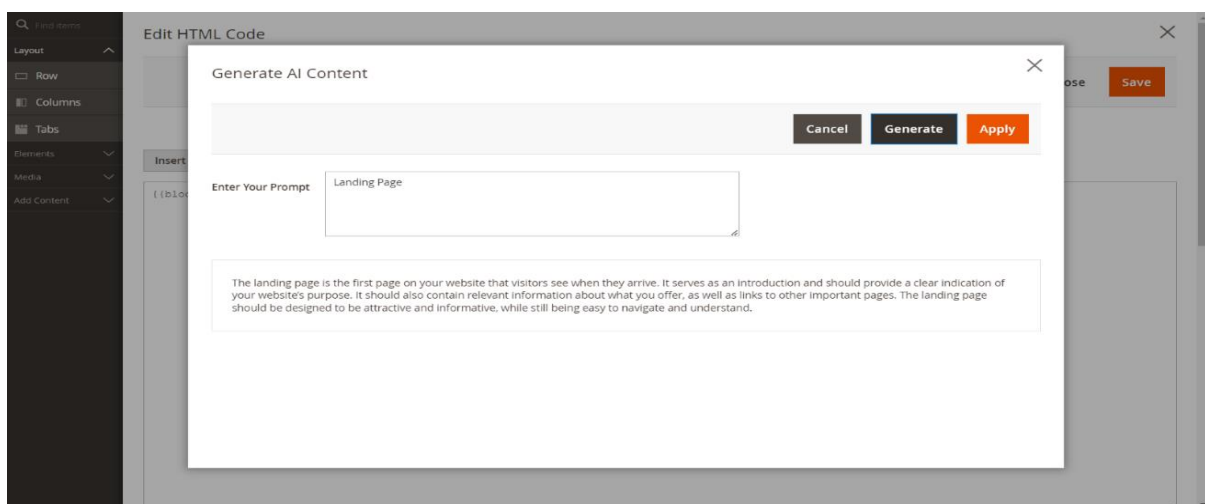 Find items
Edit HTML Code
Layout
Generate AI Content
Row
ose
Save
Columns
Cancel
Generate
Apply
Tabs
Elements
Insert
Media
Enter Your Prompt
Landing Page
Add Content
{{bloc
The landing page is the first page on your website that visitors see when they arrive. It serves as an introduction and should provide a clear indication of
your website's purpose. It should also contain relevant information about what you offer, as well as links to other important pages. The landing page
should be designed to be attractive and informative, while still being easy to navigate and understand.